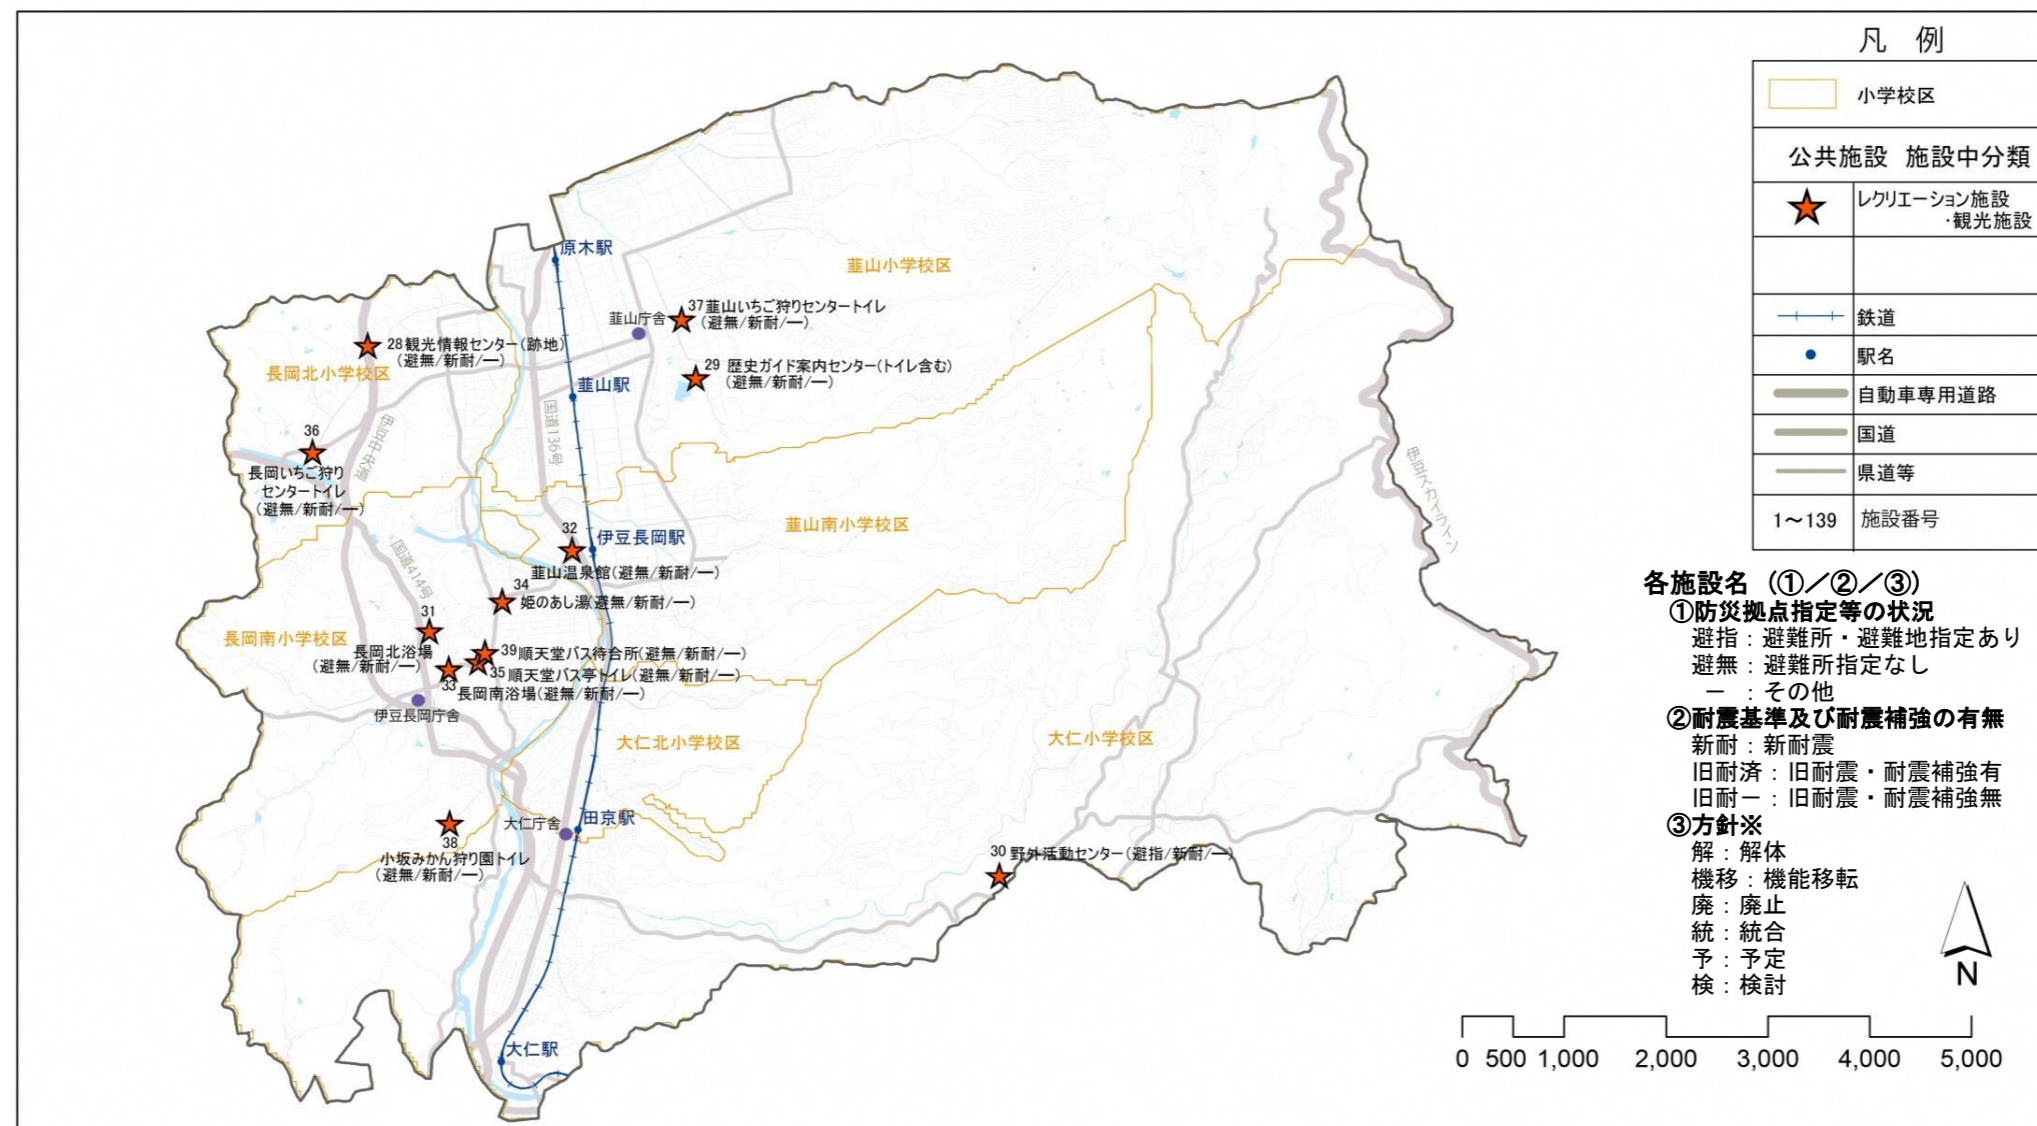 原木駅
韮山小学校区
37韮山いちご狩りセンタートイレ
(避無/新耐/―)
韮山庁舎
28観光情報センター(跡地)
(避無/新耐/―)
長岡北小学校区
29 歴史ガイド案内センター(トイレ含む)
(避無/新耐/―)
韮山駅
国道136号
伊豆中央道
36
長岡いちご狩り
センタートイレ
(避無/新耐/―)
伊豆スカイライン
韮山南小学校区
32
伊豆長岡駅
韮山温泉館(避無/新耐/―)
国道414号
34
姫のあし湯(避無/新耐/―)
31
長岡南小学校区
長岡北浴場
(避無/新耐/―)
39順天堂バス待合所(避無/新耐/―)
35順天堂バス亭トイレ(避無/新耐/―)
33
長岡南浴場(避無/新耐/―)
伊豆長岡庁舎
大仁北小学校区
大仁小学校区
大仁庁舎
田京駅
38
小坂みかん狩り園トイレ
(避無/新耐/―)
30野外活動センター(避指/新耐/―)
大仁駅
凡 例
小学校区
公共施設 施設中分類
レクリエーション施設
・観光施設
鉄道
駅名
自動車専用道路
国道
県道等
1～139 施設番号
各施設名(①／②／③)
①防災拠点指定等の状況
避指：避難所・避難地指定あり
避無：避難所指定なし
－ ：その他
②耐震基準及び耐震補強の有無
新耐：新耐震
旧耐済：旧耐震・耐震補強有
旧耐－：旧耐震・耐震補強無
③方針※
解：解体
機移：機能移転
廃：廃止
統：統合
予：予定
検：検討
N
0 500 1,000 2,000 3,000 4,000 5,000